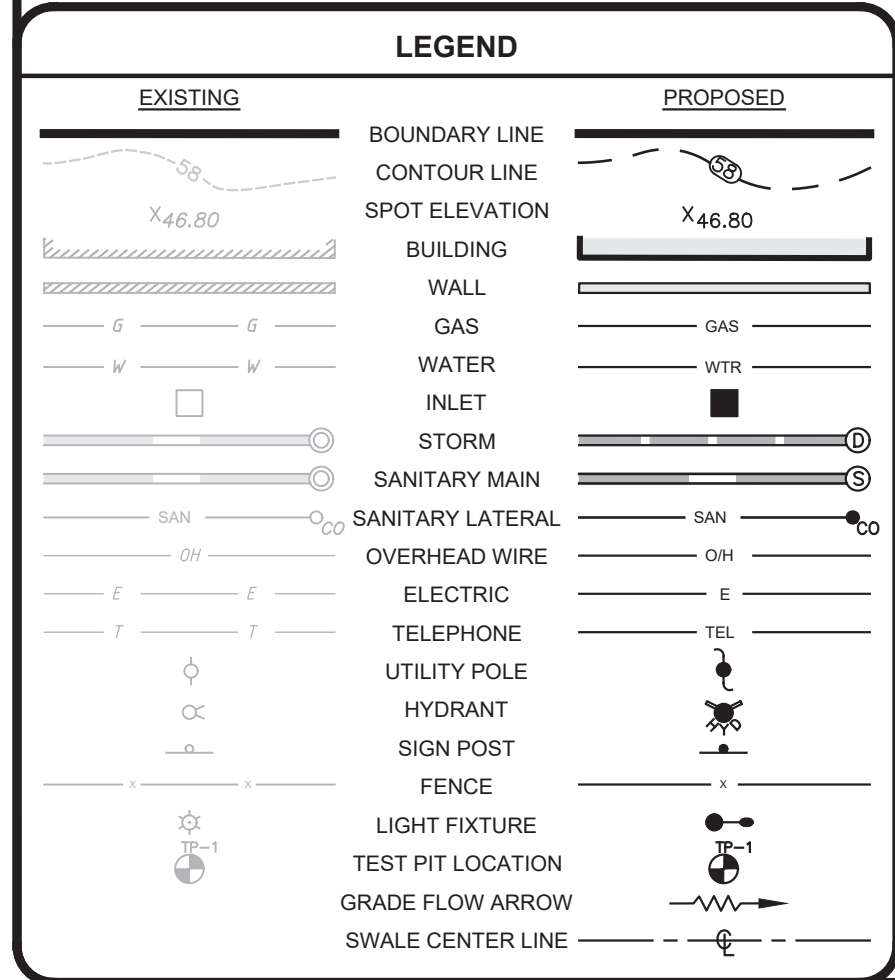 LEGEND
EXISTING PROPOSED
BOUNDARY LINE
58 CONTOUR LINE 58
X46.80 SPOT ELEVATION X46.80
BUILDING
WALL
G G GAS GAS
W W WATER WTR
INLET
STORM D
SANITARY MAIN S
SAN CO SANITARY LATERAL SAN CO
OH OVERHEAD WIRE O/H
E E ELECTRIC E
T T TELEPHONE TEL
UTILITY POLE
HYDRANT HYD
SIGN POST
x x FENCE x
LIGHT FIXTURE
TP-1 TEST PIT LOCATION TP-1
GRADE FLOW ARROW
SWALE CENTER LINE ℄